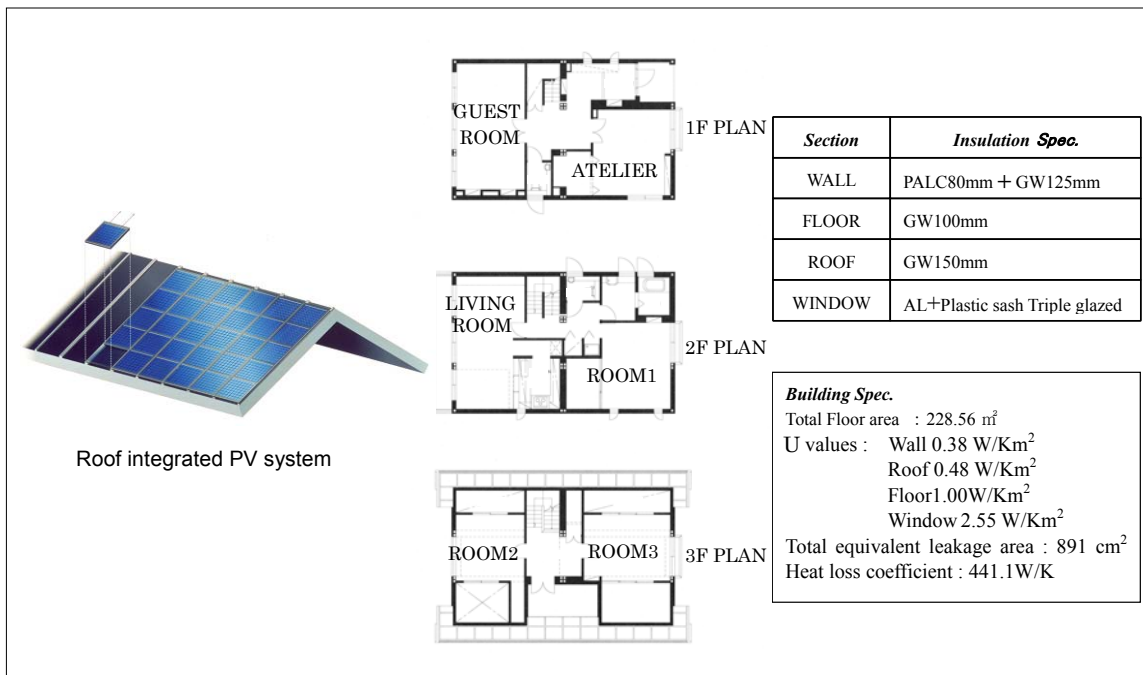 GUEST
ROOM
ATELIER
1F PLAN
LIVING
ROOM
ROOM1
2F PLAN
ROOM2
ROOM3
3F PLAN
Roof integrated PV system
Section Insulation Spec.
WALL PALC80mm + GW125mm
FLOOR GW100mm
ROOF GW150mm
WINDOW AL+Plastic sash Triple glazed
Building Spec.
Total Floor area : 228.56 ㎡
U values : Wall 0.38 W/Km²
Roof 0.48 W/Km²
Floor1.00W/Km²
Window 2.55 W/Km²
Total equivalent leakage area : 891 cm²
Heat loss coefficient : 441.1W/K